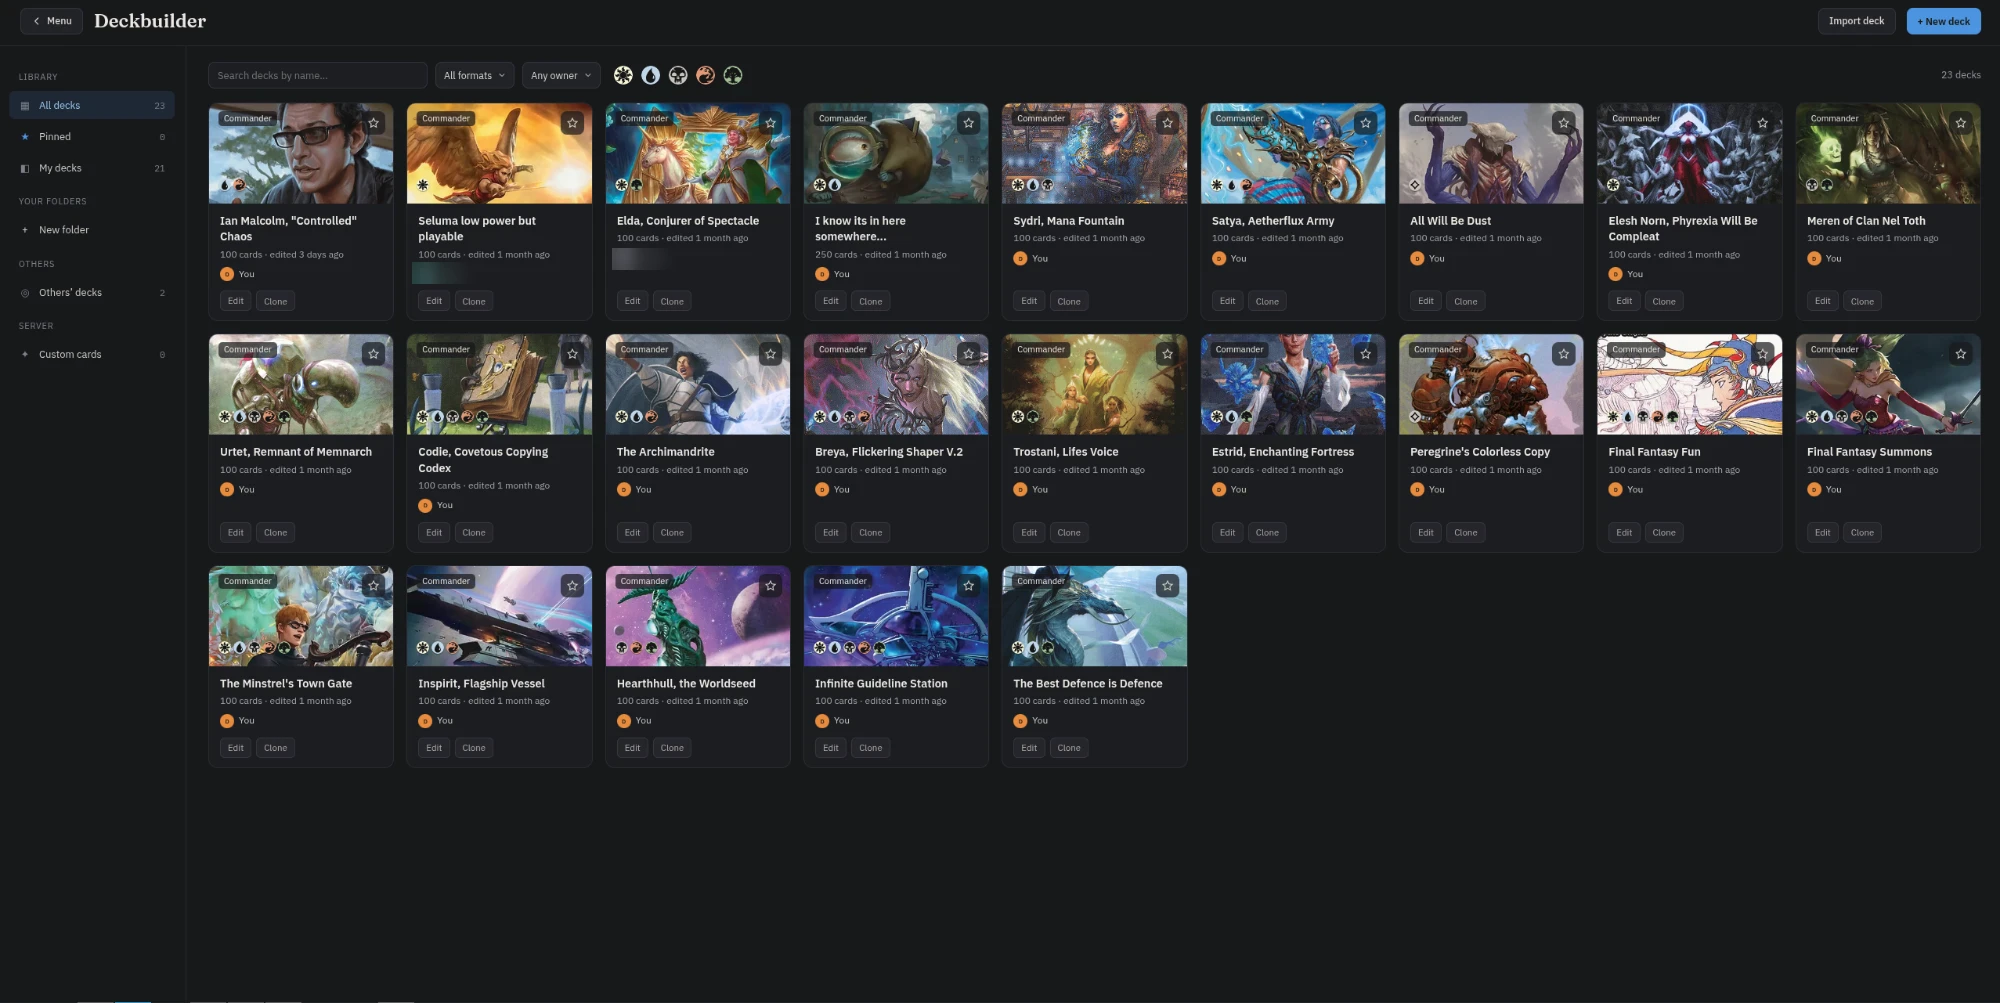 Menu
Deckbuilder
Import deck
+ New deck
LIBRARY
All decks 23
Pinned 0
My decks 21
YOUR FOLDERS
+ New folder
OTHERS
Others' decks 2
SERVER
Custom cards 0
Search decks by name...
All formats
Any owner
23 decks
Commander
Ian Malcolm, "Controlled"
Chaos
100 cards · edited 3 days ago
You
Edit Clone
Commander
Seluma low power but
playable
100 cards · edited 1 month ago
Edit Clone
Commander
Elda, Conjurer of Spectacle
100 cards · edited 1 month ago
Edit Clone
Commander
I know its in here
somewhere...
250 cards · edited 1 month ago
You
Edit Clone
Commander
Sydri, Mana Fountain
100 cards · edited 1 month ago
You
Edit Clone
Commander
Satya, Aetherflux Army
100 cards · edited 1 month ago
You
Edit Clone
Commander
All Will Be Dust
100 cards · edited 1 month ago
You
Edit Clone
Commander
Elesh Norn, Phyrexia Will Be
Compleat
100 cards · edited 1 month ago
You
Edit Clone
Commander
Meren of Clan Nel Toth
100 cards · edited 1 month ago
You
Edit Clone
Commander
Urtet, Remnant of Memnarch
100 cards · edited 1 month ago
You
Edit Clone
Commander
Codie, Covetous Copying
Codex
100 cards · edited 1 month ago
You
Edit Clone
Commander
The Archimandrite
100 cards · edited 1 month ago
You
Edit Clone
Commander
Breya, Flickering Shaper V.2
100 cards · edited 1 month ago
You
Edit Clone
Commander
Trostani, Lifes Voice
100 cards · edited 1 month ago
You
Edit Clone
Commander
Estrid, Enchanting Fortress
100 cards · edited 1 month ago
You
Edit Clone
Commander
Peregrine's Colorless Copy
100 cards · edited 1 month ago
You
Edit Clone
Commander
Final Fantasy Fun
100 cards · edited 1 month ago
You
Edit Clone
Commander
Final Fantasy Summons
100 cards · edited 1 month ago
You
Edit Clone
Commander
The Minstrel's Town Gate
100 cards · edited 1 month ago
You
Edit Clone
Commander
Inspirit, Flagship Vessel
100 cards · edited 1 month ago
You
Edit Clone
Commander
Hearthhull, the Worldseed
100 cards · edited 1 month ago
You
Edit Clone
Commander
Infinite Guideline Station
100 cards · edited 1 month ago
You
Edit Clone
Commander
The Best Defence is Defence
100 cards · edited 1 month ago
You
Edit Clone